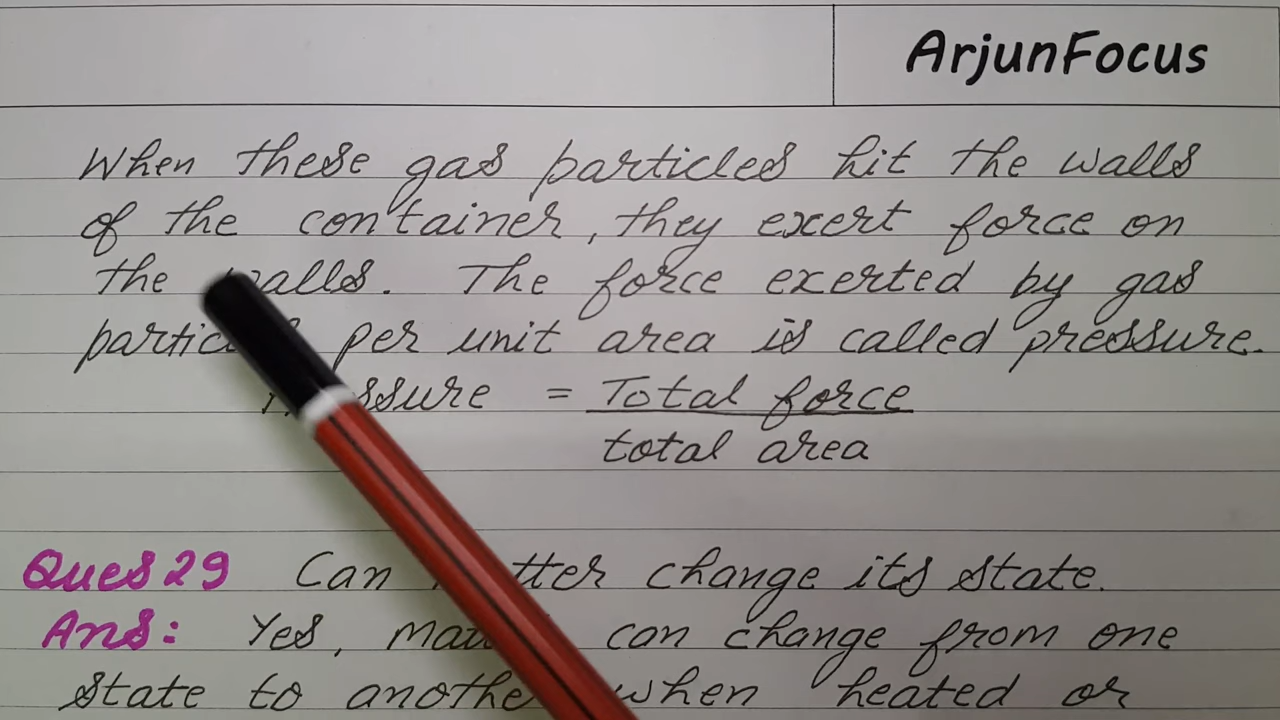 ArjunFocus
When these gas particles hit the walls
of the container, they exert force on
the walls. The force exerted by gas
per unit area is called pressure.
= Total force
total area
Ques 29 Can change its state.
Ans: Yes, can change from one
state to another when heated or